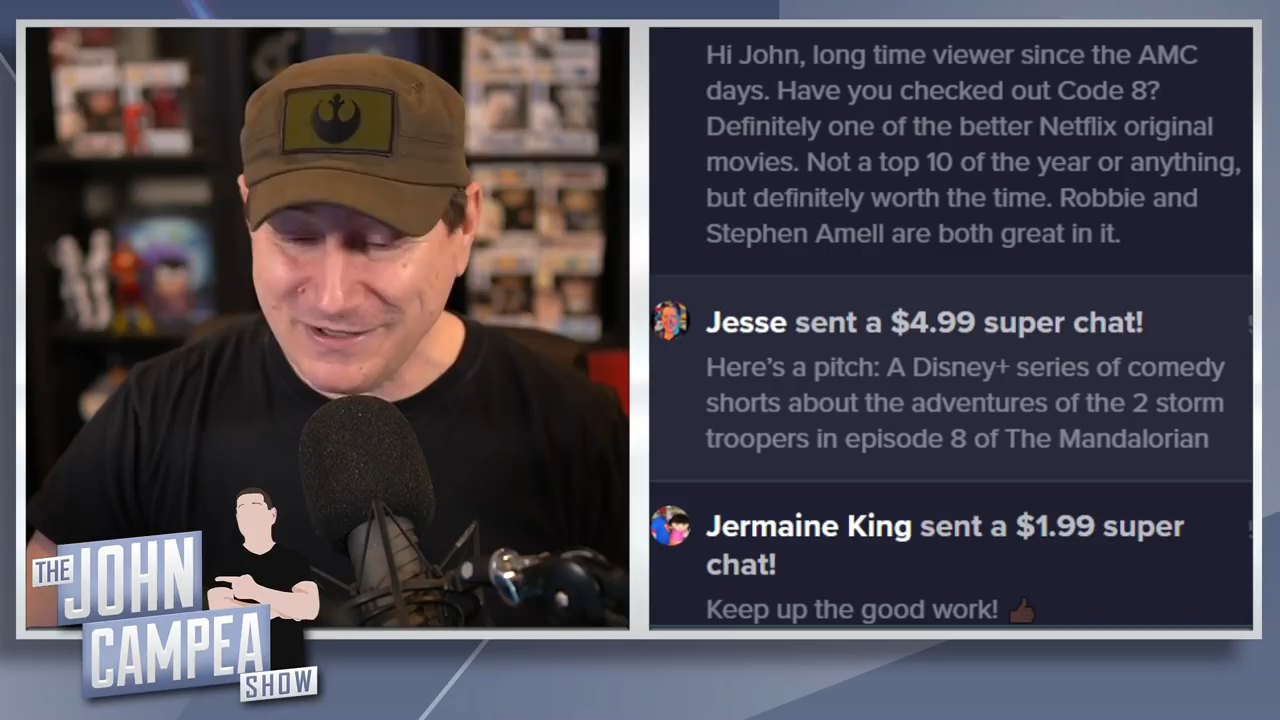 Hi John, long time viewer since the AMC
days. Have you checked out Code 8?
Definitely one of the better Netflix original
movies. Not a top 10 of the year or anything,
but definitely worth the time. Robbie and
Stephen Amell are both great in it.
Jesse sent a $4.99 super chat!
Here’s a pitch: A Disney+ series of comedy
shorts about the adventures of the 2 storm
troopers in episode 8 of The Mandalorian
Jermaine King sent a $1.99 super
chat!
Keep up the good work! 👍🏿
THE
JOHN
CAMPEA
SHOW